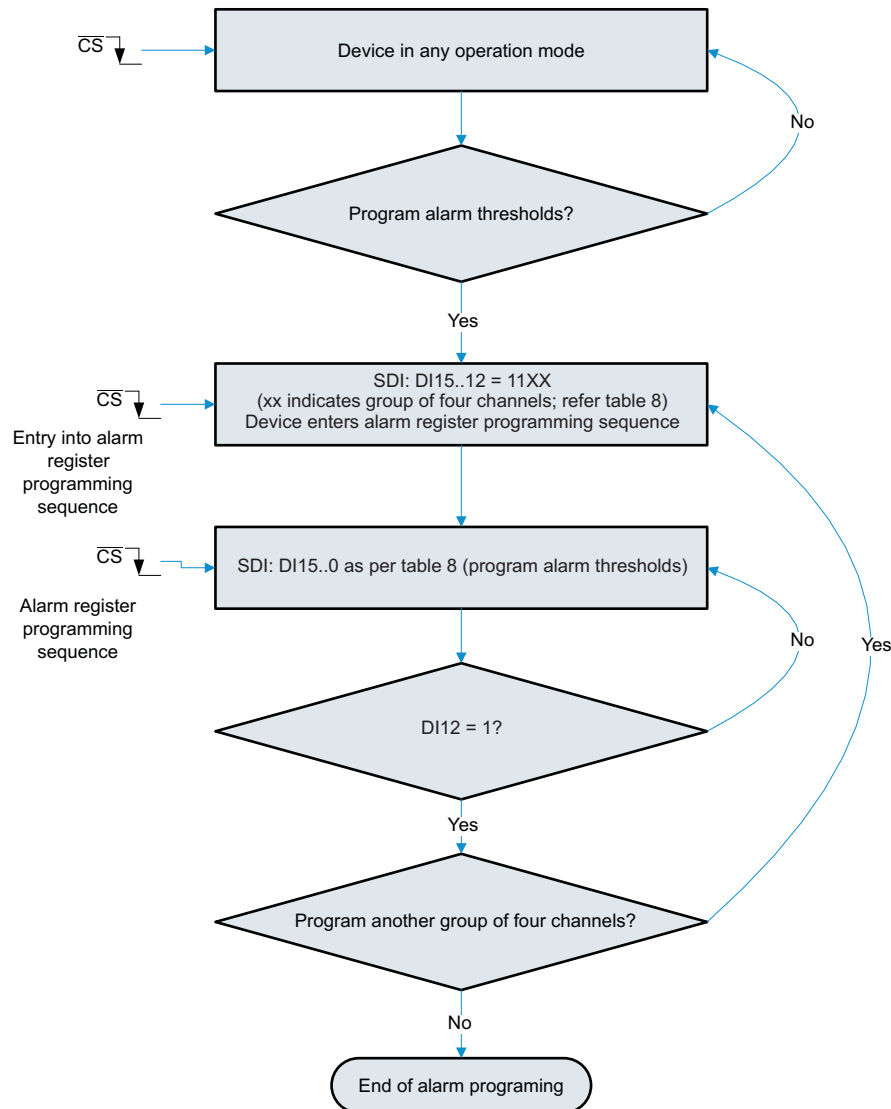 CS
Device in any operation mode
No
Program alarm thresholds?
Yes
CS
SDI: DI15..12 = 11XX
(xx indicates group of four channels; refer table 8)
Device enters alarm register programming sequence
Entry into alarm
register
programming
sequence
CS
SDI: DI15..0 as per table 8 (program alarm thresholds)
Alarm register
programming
sequence
No
Yes
DI12 = 1?
Yes
Program another group of four channels?
No
End of alarm programing